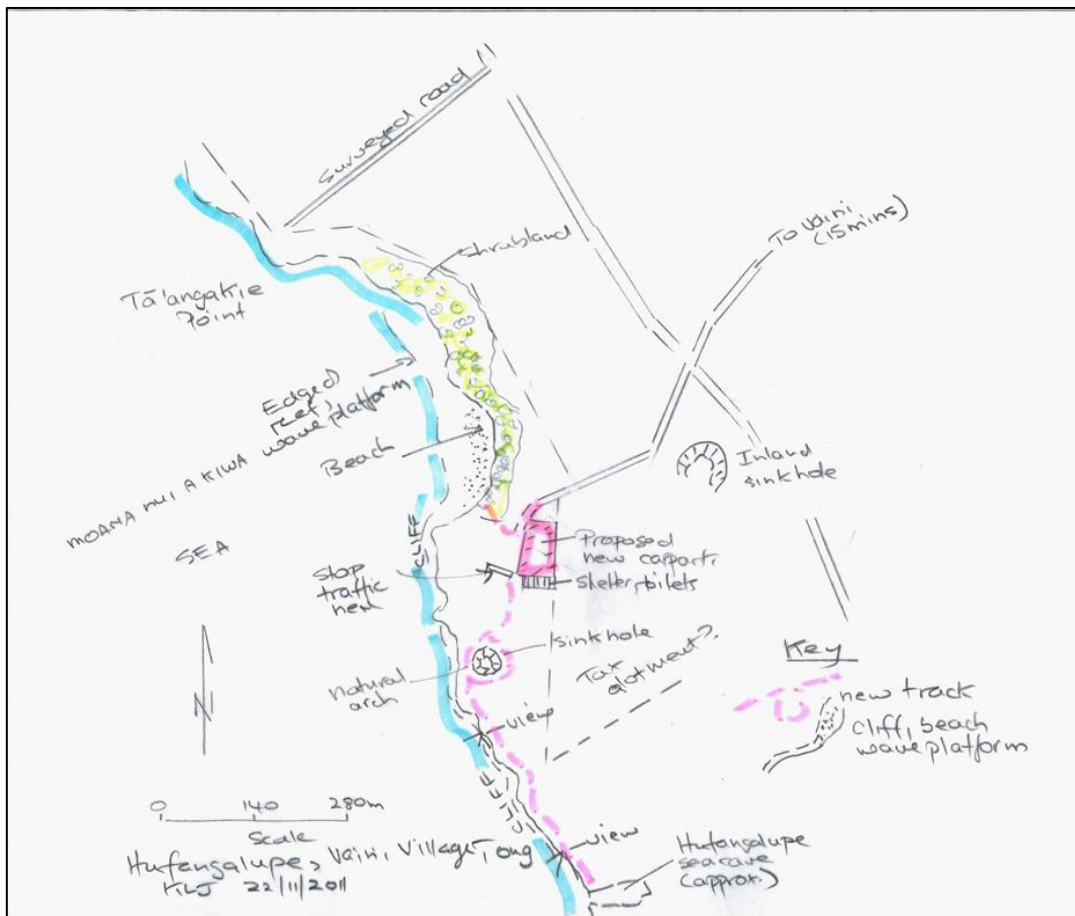 Surveyed road
Shrubland
To Vaini
(15mins)
Tā'angakie
Point
Edged
reef,
wave platform
Beach
MOANA NUI A KIWA
SEA
CLIFF
Inland
sinkhole
Proposed
new carpark
Shelter, toilets
Stop
traffic
here
sinkhole
natural
arch
Tax
alotment?
view
Key
new track
cliff, beach
wave platform
CLIFF
view
Hufangalupe
sea cave
(approx.)
N
0 140 280m
Scale
Hufangalupe, Vaini, Village, Tong
KLJ 22/11/2011